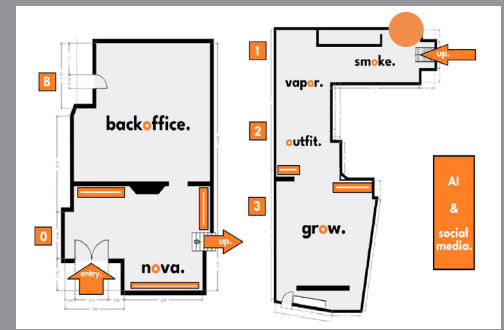 B
backoffice.
0
entry.
nova.
up.
1
smoke.
up.
vapor.
2
outfit.
3
grow.
AI
&
social
media.